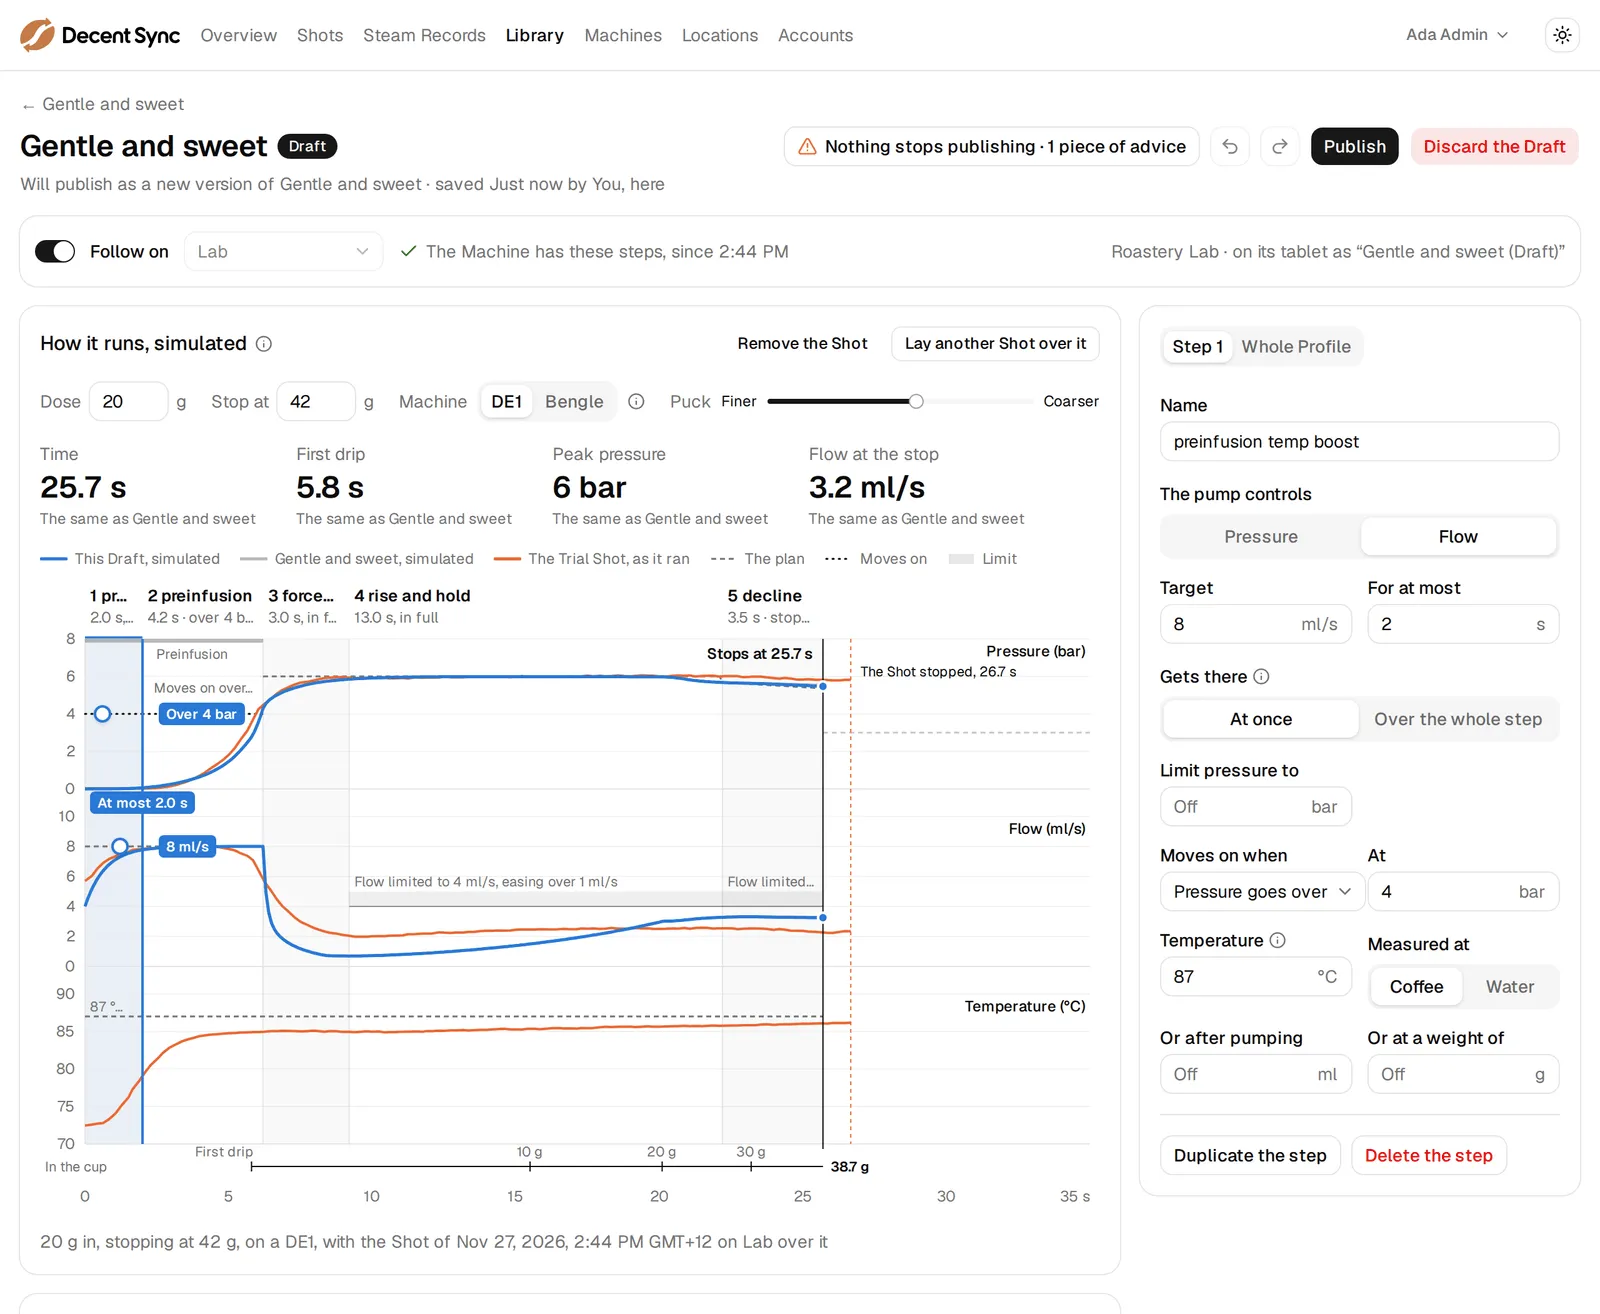 Decent Sync
Overview
Shots
Steam Records
Library
Machines
Locations
Accounts
Ada Admin
← Gentle and sweet
Gentle and sweet
Draft
Nothing stops publishing · 1 piece of advice
Publish
Discard the Draft
Will publish as a new version of Gentle and sweet · saved Just now by You, here
Follow on
Lab
The Machine has these steps, since 2:44 PM
Roastery Lab · on its tablet as “Gentle and sweet (Draft)”
How it runs, simulated
Remove the Shot
Lay another Shot over it
Dose 20 g
Stop at 42 g
Machine DE1 Bengle
Puck Finer Coarser
Time
25.7 s
The same as Gentle and sweet
First drip
5.8 s
The same as Gentle and sweet
Peak pressure
6 bar
The same as Gentle and sweet
Flow at the stop
3.2 ml/s
The same as Gentle and sweet
This Draft, simulated
Gentle and sweet, simulated
The Trial Shot, as it ran
The plan
Moves on
Limit
1 pr...
2.0 s,...
2 preinfusion
4.2 s · over 4 b...
3 force...
3.0 s, in f...
4 rise and hold
13.0 s, in full
5 decline
3.5 s · stop...
8
6
4
2
0
Preinfusion
Moves on over...
Over 4 bar
At most 2.0 s
Stops at 25.7 s
Pressure (bar)
The Shot stopped, 26.7 s
10
8
6
4
2
0
8 ml/s
Flow (ml/s)
Flow limited to 4 ml/s, easing over 1 ml/s
Flow limited...
90
85
80
75
70
87 °...
Temperature (°C)
In the cup
First drip
10 g
20 g
30 g
38.7 g
0
5
10
15
20
25
30
35 s
20 g in, stopping at 42 g, on a DE1, with the Shot of Nov 27, 2026, 2:44 PM GMT+12 on Lab over it
Step 1
Whole Profile
Name
preinfusion temp boost
The pump controls
Pressure
Flow
Target
8 ml/s
For at most
2 s
Gets there
At once
Over the whole step
Limit pressure to
Off bar
Moves on when
Pressure goes over
At
4 bar
Temperature
87 °C
Measured at
Coffee
Water
Or after pumping
Off ml
Or at a weight of
Off g
Duplicate the step
Delete the step